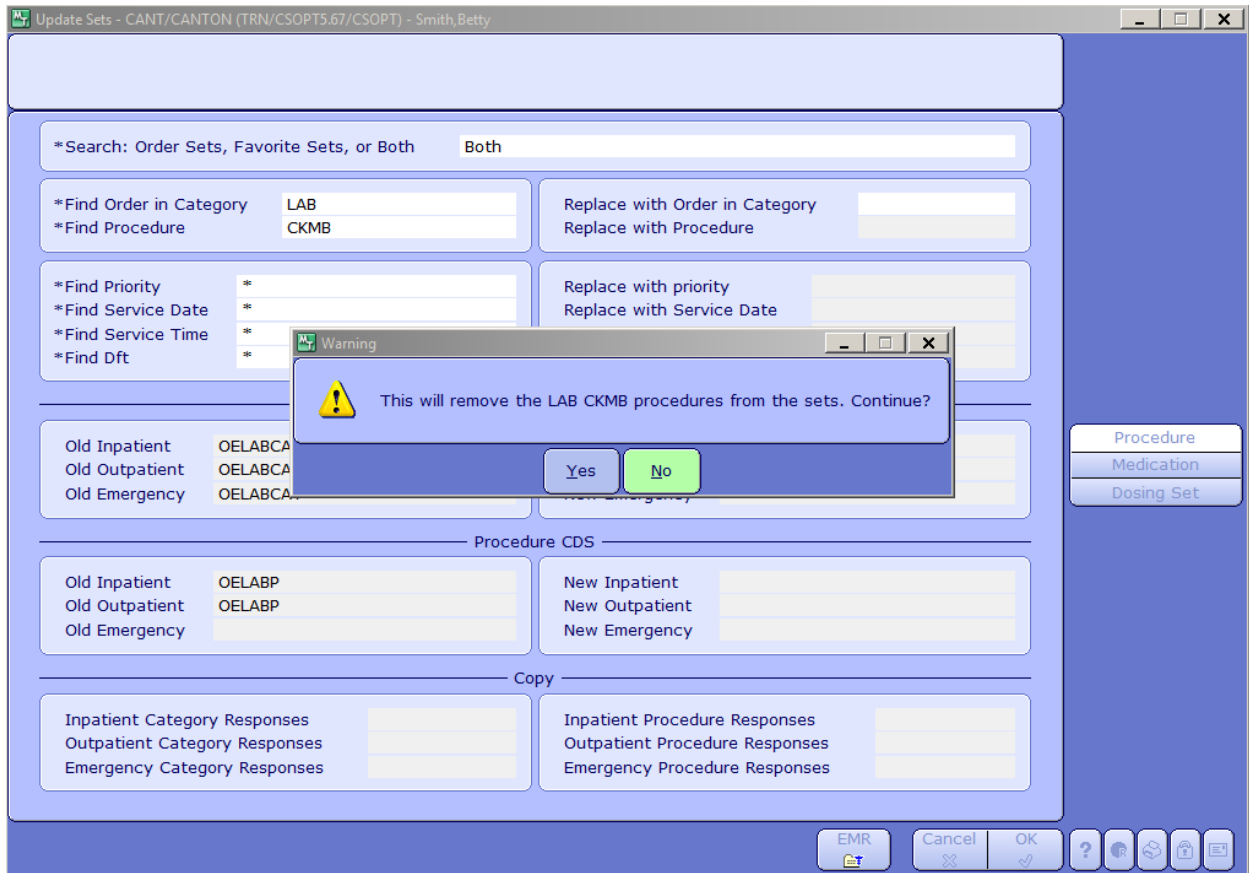 Update Sets - CANT/CANTON (TRN/CSOPT5.67/CSOPT) - Smith,Betty
*Search: Order Sets, Favorite Sets, or Both Both
*Find Order in Category LAB
*Find Procedure CKMB
Replace with Order in Category
Replace with Procedure
*Find Priority *
*Find Service Date *
*Find Service Time *
*Find Dft *
Replace with priority
Replace with Service Date
Warning
This will remove the LAB CKMB procedures from the sets. Continue?
Yes No
Old Inpatient OELABCA
Old Outpatient OELABCA
Old Emergency
Procedure
Medication
Dosing Set
Procedure CDS
Old Inpatient OELABP
Old Outpatient OELABP
Old Emergency
New Inpatient
New Outpatient
New Emergency
Copy
Inpatient Category Responses
Outpatient Category Responses
Emergency Category Responses
Inpatient Procedure Responses
Outpatient Procedure Responses
Emergency Procedure Responses
EMR Cancel OK
?